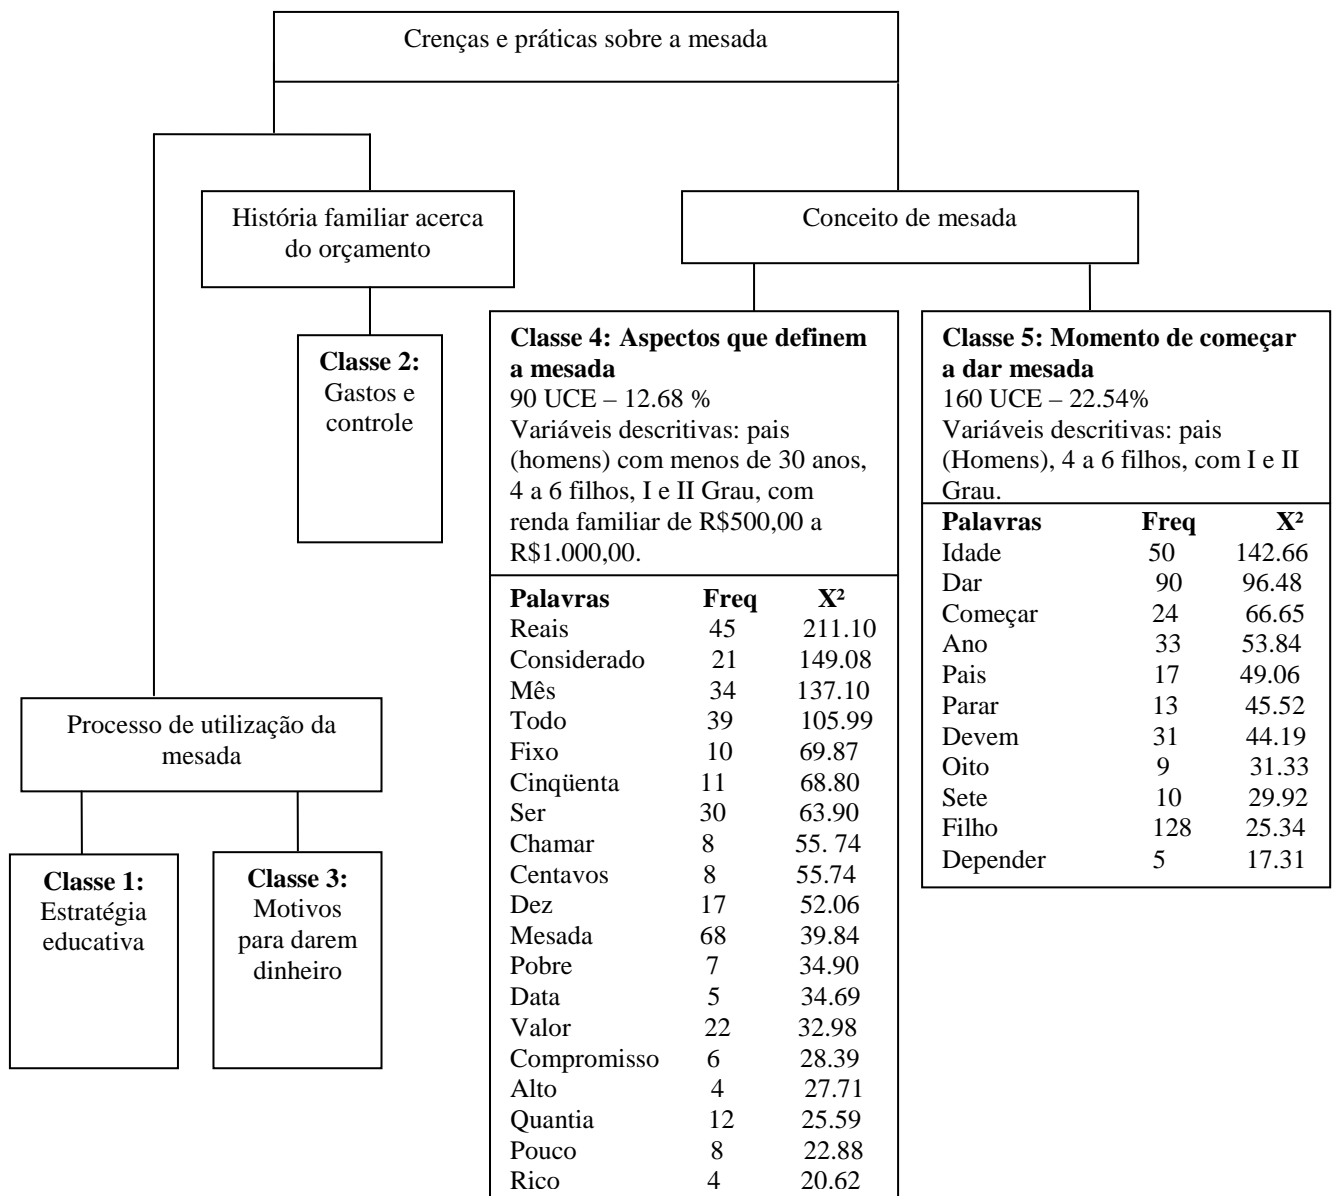 Crenças e práticas sobre a mesada
História familiar acerca
do orçamento
Conceito de mesada
Classe 2:
Gastos e
controle
Classe 4: Aspectos que definem
a mesada
90 UCE – 12.68 %
Variáveis descritivas: pais
(homens) com menos de 30 anos,
4 a 6 filhos, I e II Grau, com
renda familiar de R$500,00 a
R$1.000,00.
Palavras Freq X²
Reais 45 211.10
Considerado 21 149.08
Mês 34 137.10
Todo 39 105.99
Fixo 10 69.87
Cinqüenta 11 68.80
Ser 30 63.90
Chamar 8 55. 74
Centavos 8 55.74
Dez 17 52.06
Mesada 68 39.84
Pobre 7 34.90
Data 5 34.69
Valor 22 32.98
Compromisso 6 28.39
Alto 4 27.71
Quantia 12 25.59
Pouco 8 22.88
Rico 4 20.62
Classe 5: Momento de começar
a dar mesada
160 UCE – 22.54%
Variáveis descritivas: pais
(Homens), 4 a 6 filhos, com I e II
Grau.
Palavras Freq X²
Idade 50 142.66
Dar 90 96.48
Começar 24 66.65
Ano 33 53.84
Pais 17 49.06
Parar 13 45.52
Devem 31 44.19
Oito 9 31.33
Sete 10 29.92
Filho 128 25.34
Depender 5 17.31
Processo de utilização da
mesada
Classe 1:
Estratégia
educativa
Classe 3:
Motivos
para darem
dinheiro